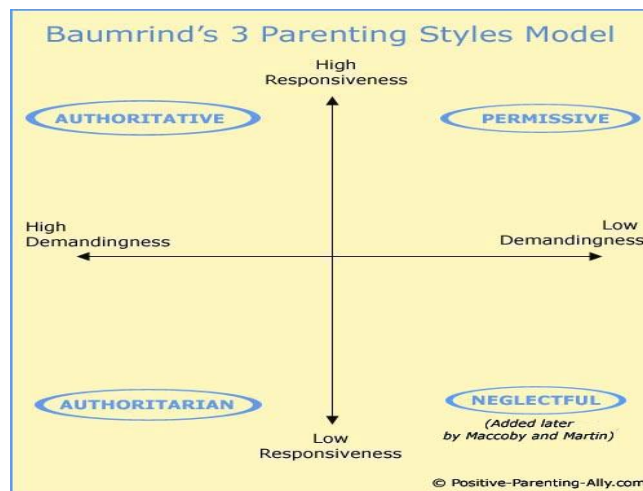 Baumrind's 3 Parenting Styles Model
High
Responsiveness
AUTHORITATIVE
PERMISSIVE
High
Demandingness
Low
Demandingness
AUTHORITARIAN
NEGLECTFUL
(Added later
by Maccoby and Martin)
Low
Responsiveness
© Positive-Parenting-Ally.com